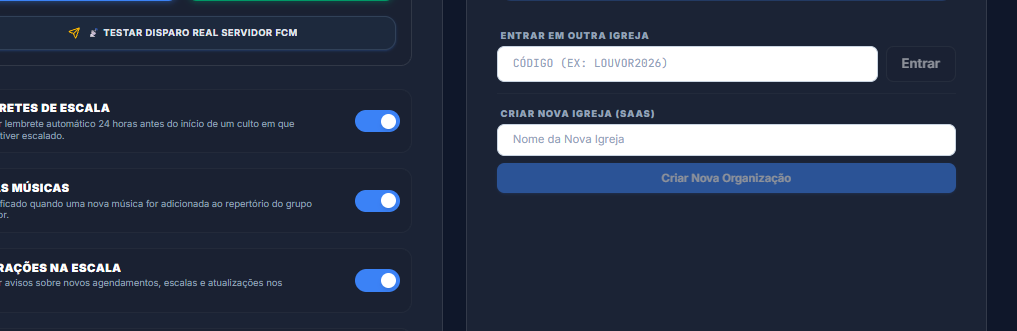 TESTAR DISPARO REAL SERVIDOR FCM
RETES DE ESCALA
lembrete automático 24 horas antes do início de um culto em que
tiver escalado.
AS MÚSICAS
ificado quando uma nova música for adicionada ao repertório do grupo
or.
RAÇÕES NA ESCALA
avisos sobre novos agendamentos, escalas e atualizações nos
ENTRAR EM OUTRA IGREJA
CÓDIGO (EX: LOUVOR2026)
Entrar
CRIAR NOVA IGREJA (SAAS)
Nome da Nova Igreja
Criar Nova Organização